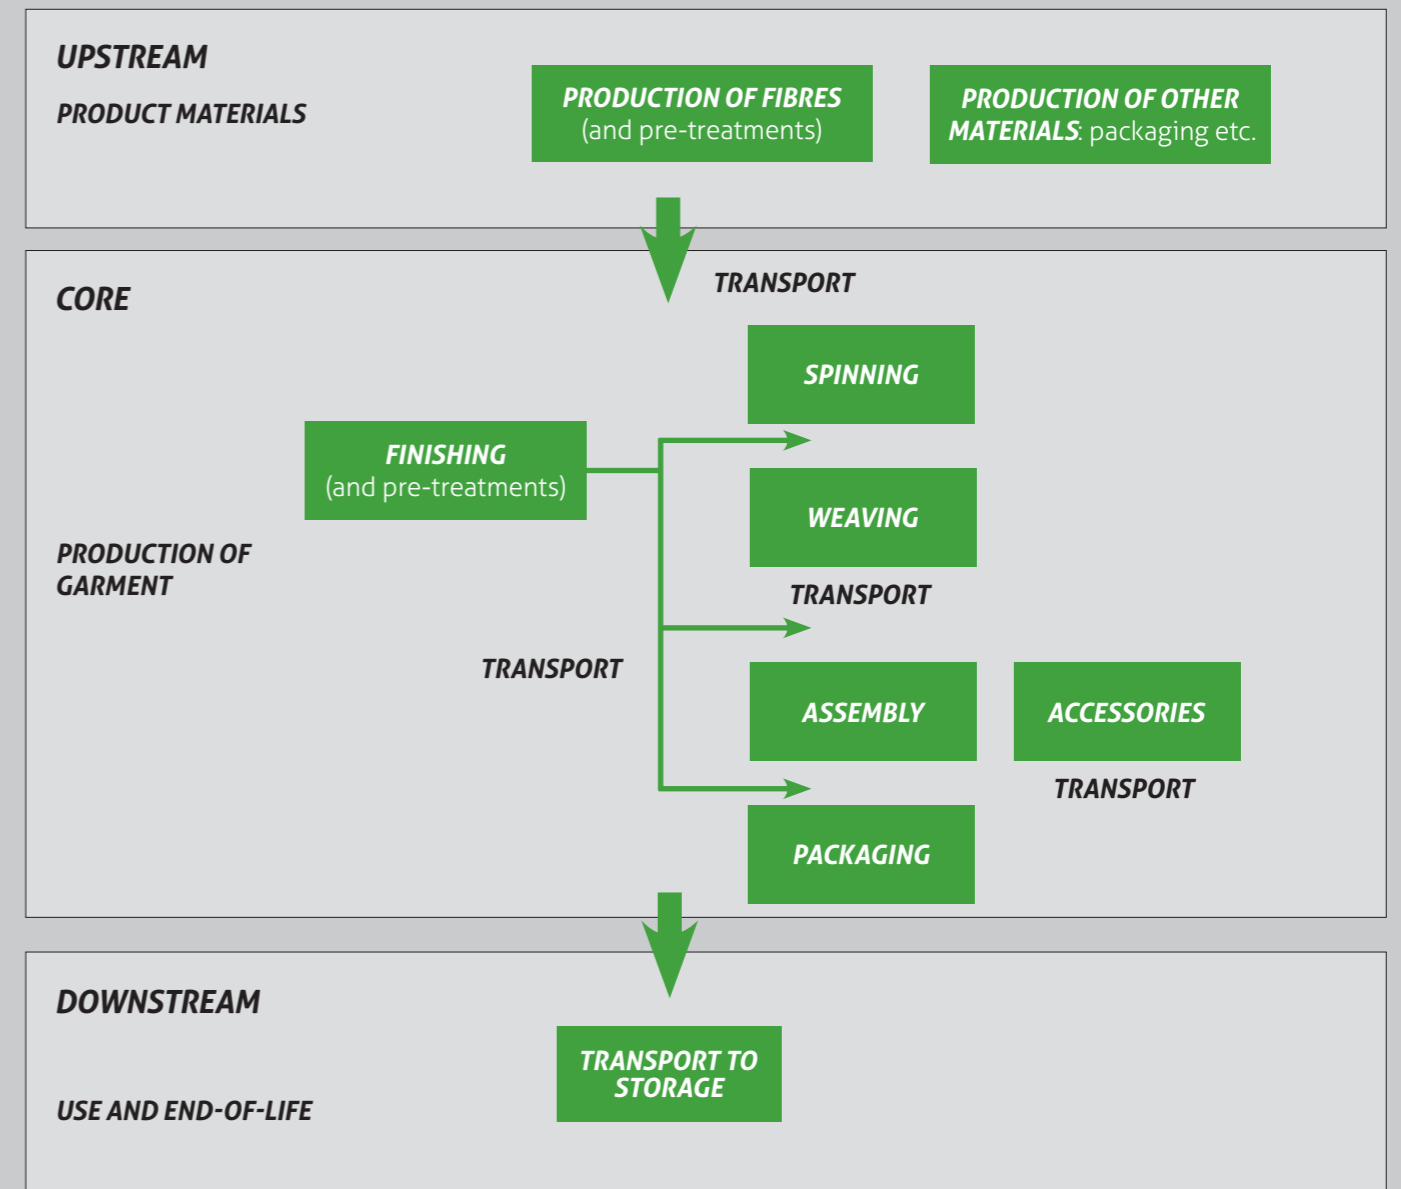 UPSTREAM
PRODUCT MATERIALS
PRODUCTION OF FIBRES
(and pre-treatments)
PRODUCTION OF OTHER
MATERIALS: packaging etc.
CORE
TRANSPORT
SPINNING
FINISHING
(and pre-treatments)
WEAVING
PRODUCTION OF
GARMENT
TRANSPORT
TRANSPORT
ASSEMBLY
ACCESSORIES
TRANSPORT
PACKAGING
DOWNSTREAM
TRANSPORT TO
STORAGE
USE AND END-OF-LIFE